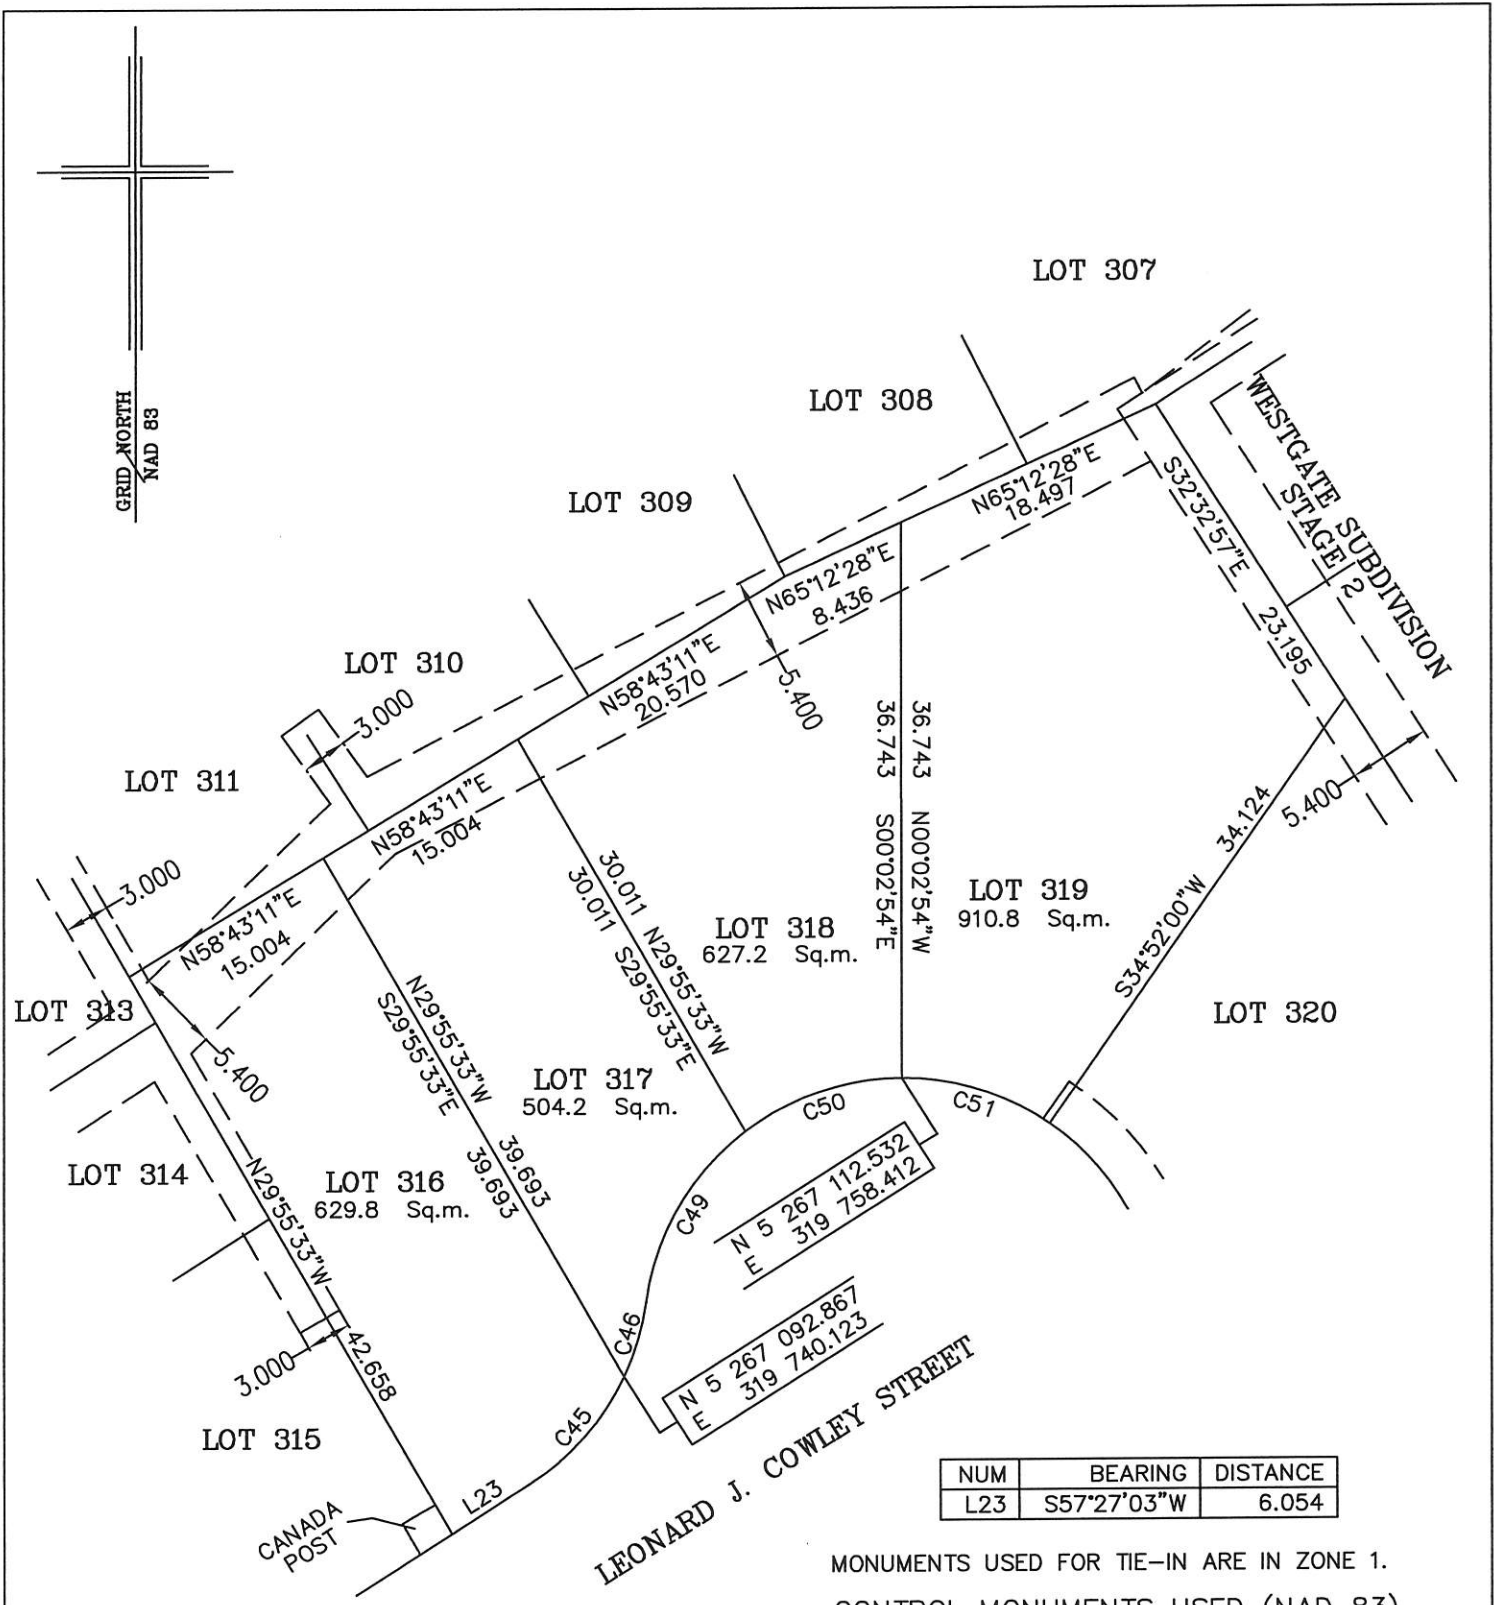 GRID NORTH
NAD 83
LOT 307
LOT 308
LOT 309
LOT 310
LOT 311
LOT 313
LOT 314
LOT 315
WESTGATE SUBDIVISION
STAGE 2
N65°12'28"E
18.497
N65°12'28"E
8.436
N58°43'11"E
20.570
N58°43'11"E
15.004
N58°43'11"E
15.004
S32°32'57"E 23.195
3.000
3.000
5.400
5.400
5.400
3.000
36.743 S00°02'54"E
36.743 N00°02'54"W
30.011 N29°55'33"W
30.011 S29°55'33"E
N29°55'33"W 39.693
S29°55'33"E 39.693
N29°55'33"W 42.658
S34°52'00"W 34.124
LOT 319
910.8 Sq.m.
LOT 318
627.2 Sq.m.
LOT 320
LOT 317
504.2 Sq.m.
LOT 316
629.8 Sq.m.
C50
C51
C49
C46
C45
L23
N 5 267 112.532
E 319 758.412
N 5 267 092.867
E 319 740.123
LEONARD J. COWLEY STREET
CANADA
POST
NUM BEARING DISTANCE
L23 S57°27'03"W 6.054
MONUMENTS USED FOR TIE-IN ARE IN ZONE 1.
CONTROL MONUMENTS USED (NAD 83)